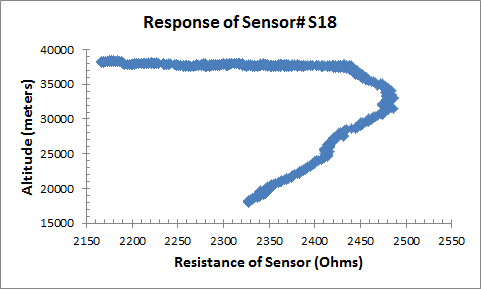 Response of Sensor# S18
Altitude (meters)
40000
35000
30000
25000
20000
15000
2150 2200 2250 2300 2350 2400 2450 2500 2550
Resistance of Sensor (Ohms)